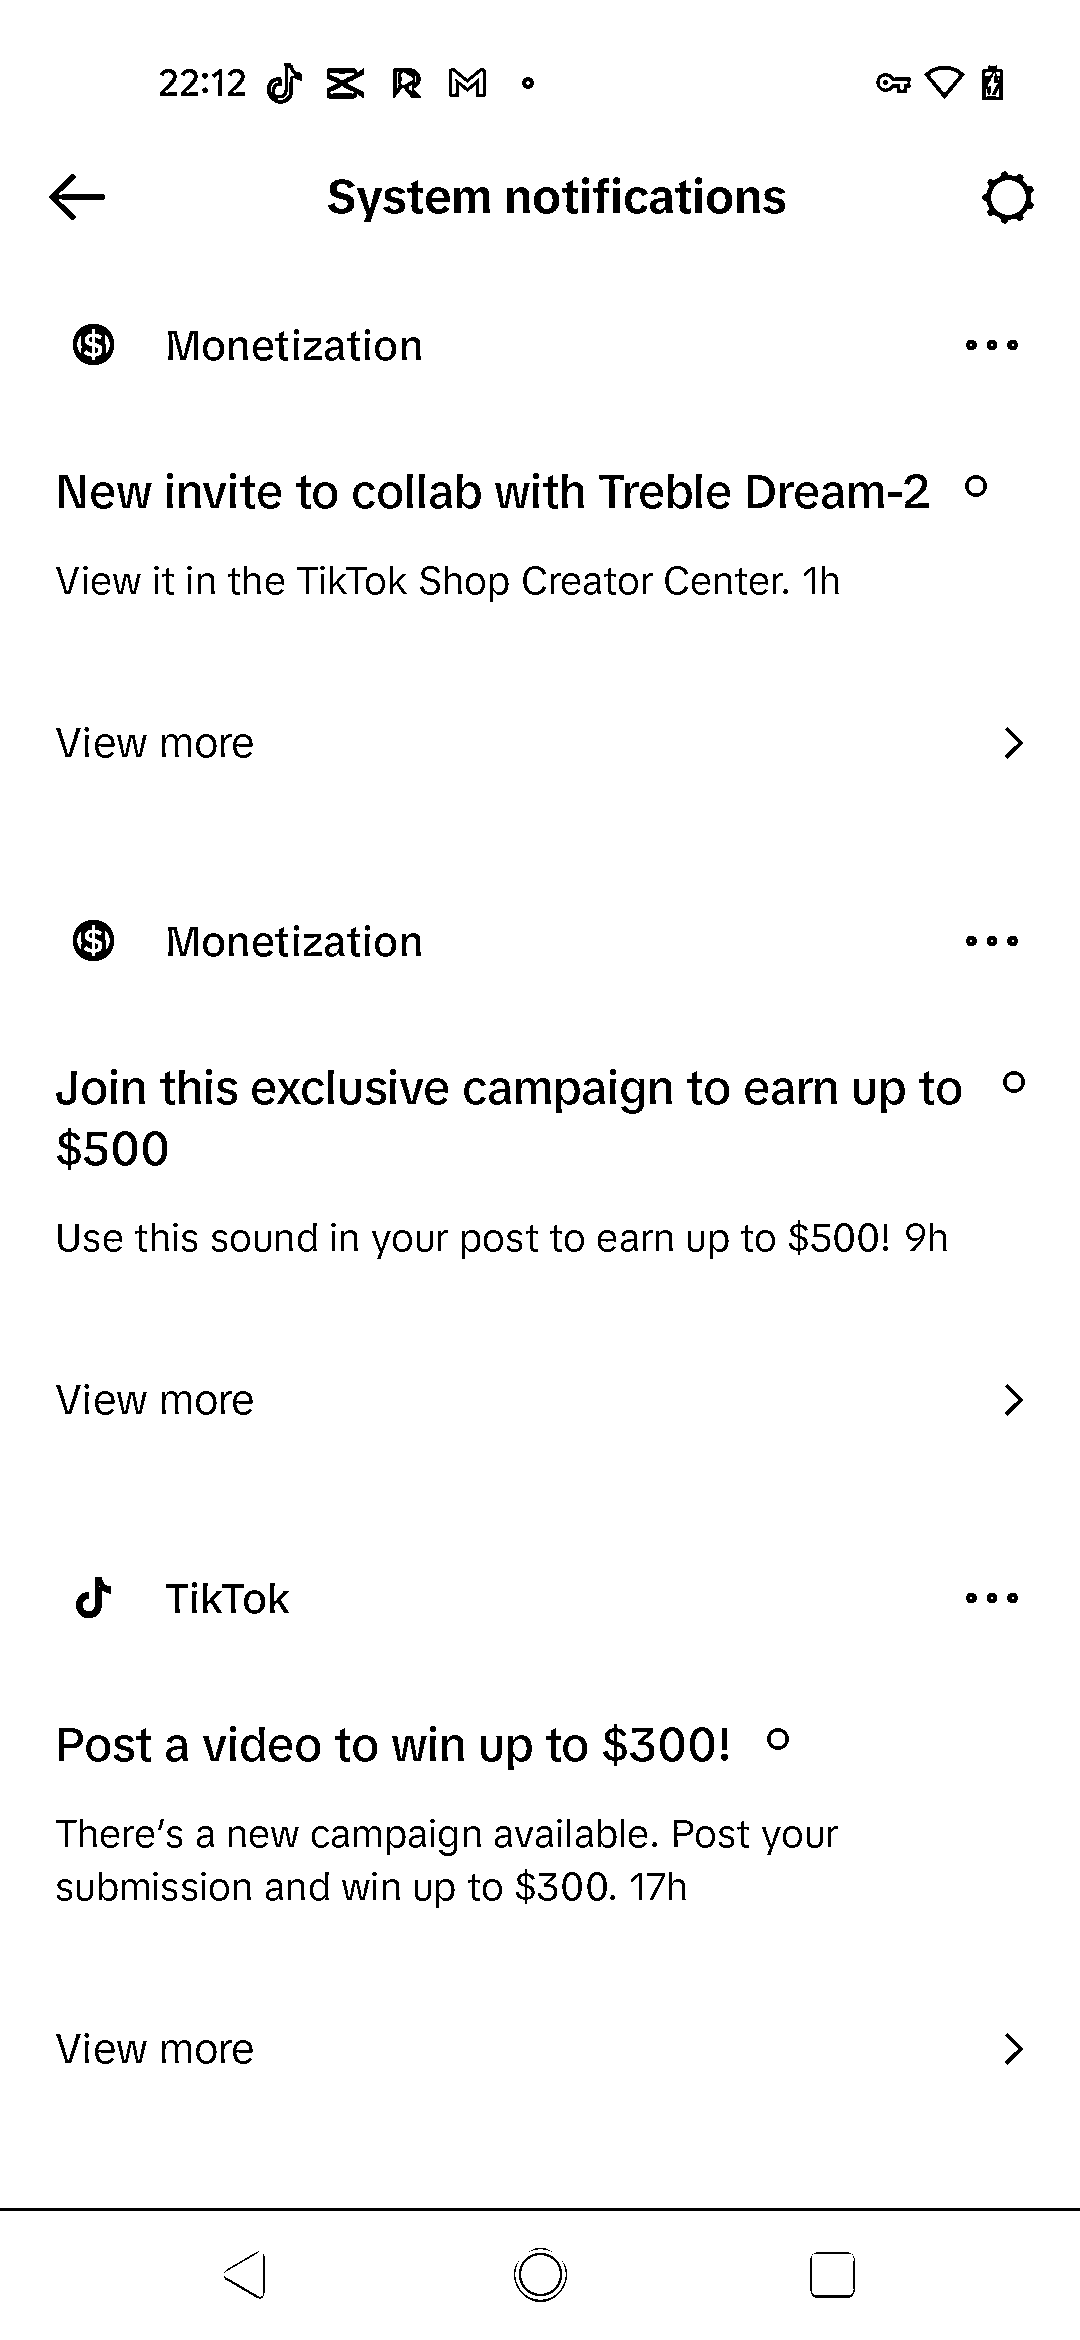 22:12
System notifications
Monetization
New invite to collab with Treble Dream-2
View it in the TikTok Shop Creator Center. 1h
View more
Monetization
Join this exclusive campaign to earn up to
$500
Use this sound in your post to earn up to $500! 9h
View more
TikTok
Post a video to win up to $300!
There’s a new campaign available. Post your
submission and win up to $300. 17h
View more